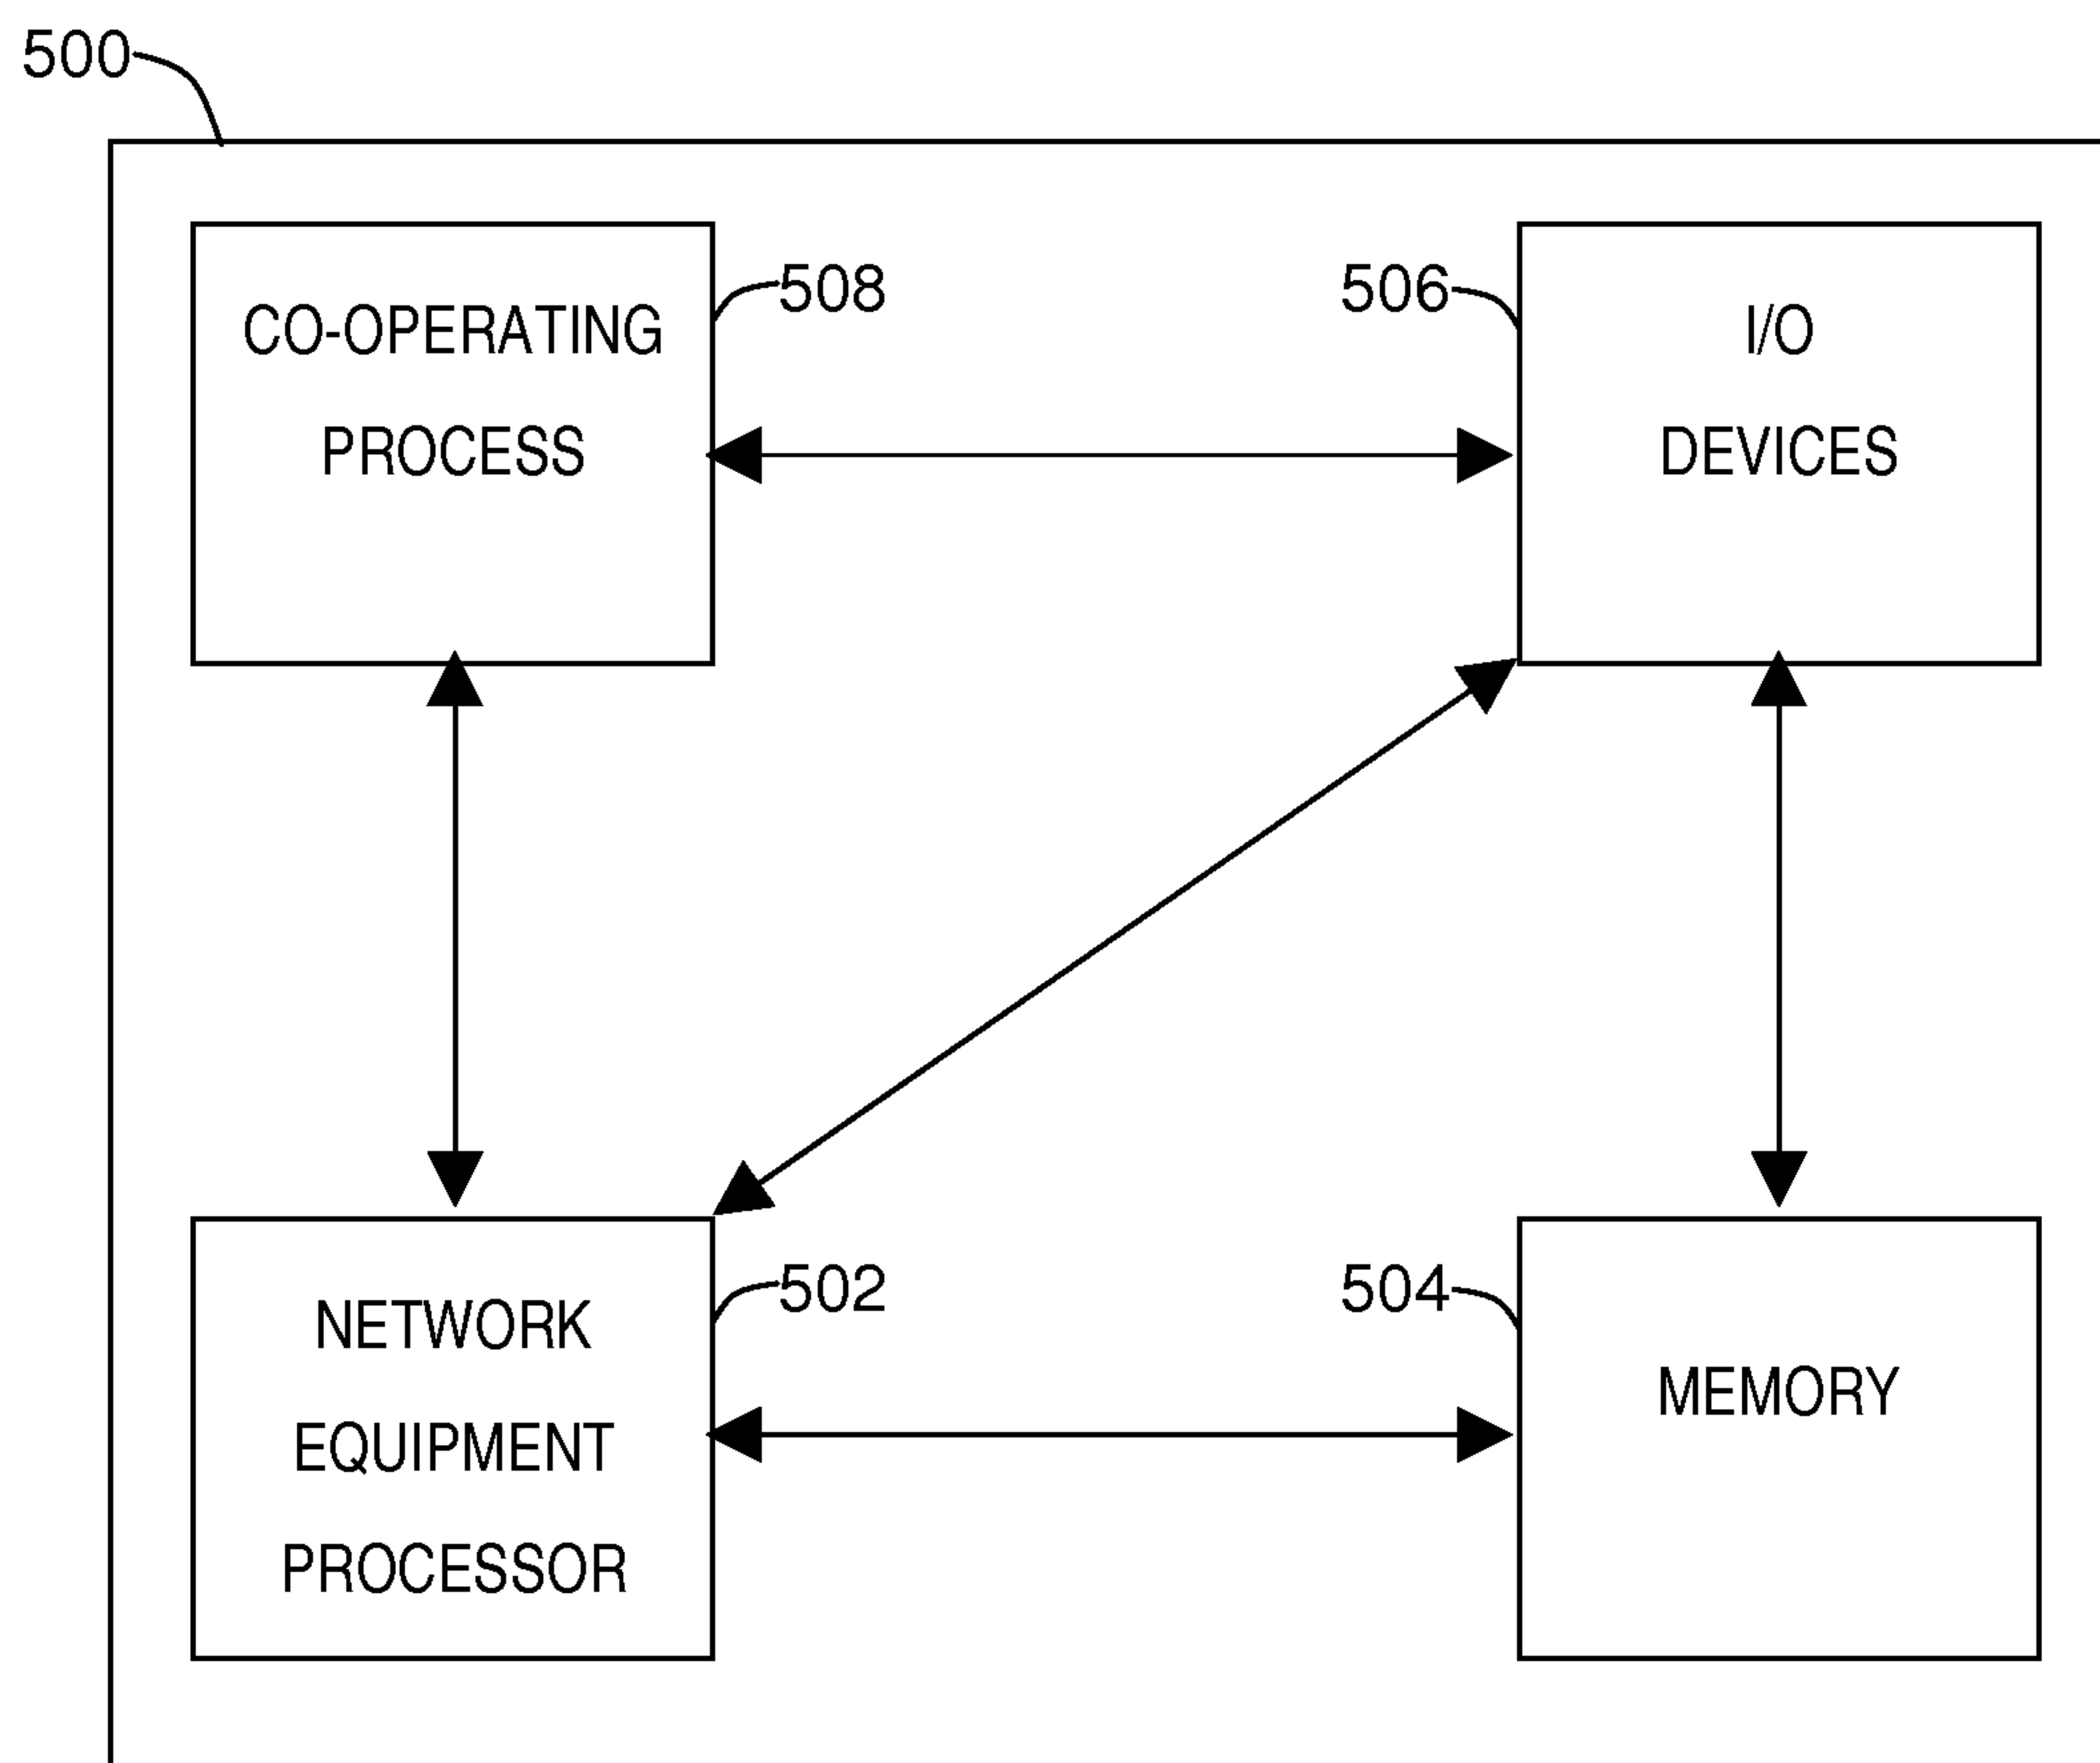 500
CO-OPERATING
PROCESS
508
506
I/O
DEVICES
NETWORK
EQUIPMENT
PROCESSOR
502
504
MEMORY